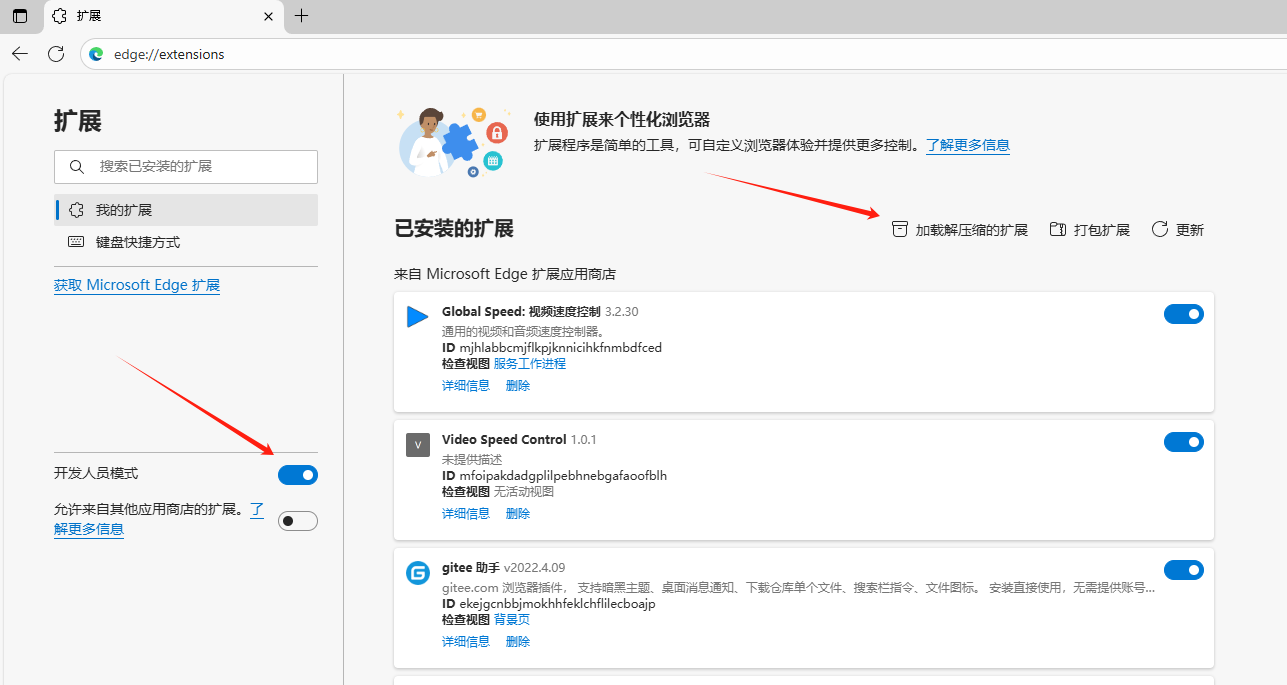 扩展
edge://extensions
扩展
搜索已安装的扩展
我的扩展
键盘快捷方式
获取 Microsoft Edge 扩展
开发人员模式
允许来自其他应用商店的扩展。了
解更多信息
使用扩展来个性化浏览器
扩展程序是简单的工具，可自定义浏览器体验并提供更多控制。了解更多信息
已安装的扩展
加载解压缩的扩展 打包扩展 更新
来自 Microsoft Edge 扩展应用商店
Global Speed: 视频速度控制 3.2.30
通用的视频和音频速度控制器。
ID mjhlabbcmjflkpjknnicihkfnmbdfced
检查视图 服务工作进程
详细信息 删除
V
Video Speed Control 1.0.1
未提供描述
ID mfoipakdadgplilpebhnebgafaoofblh
检查视图 无活动视图
详细信息 删除
G
gitee 助手 v2022.4.09
gitee.com 浏览器插件， 支持暗黑主题、桌面消息通知、下载仓库单个文件、搜索栏指令、文件图标。 安装直接使用，无需提供账号...
ID ekejgcnbbjmokhhfeklchflilecboajp
检查视图 背景页
详细信息 删除